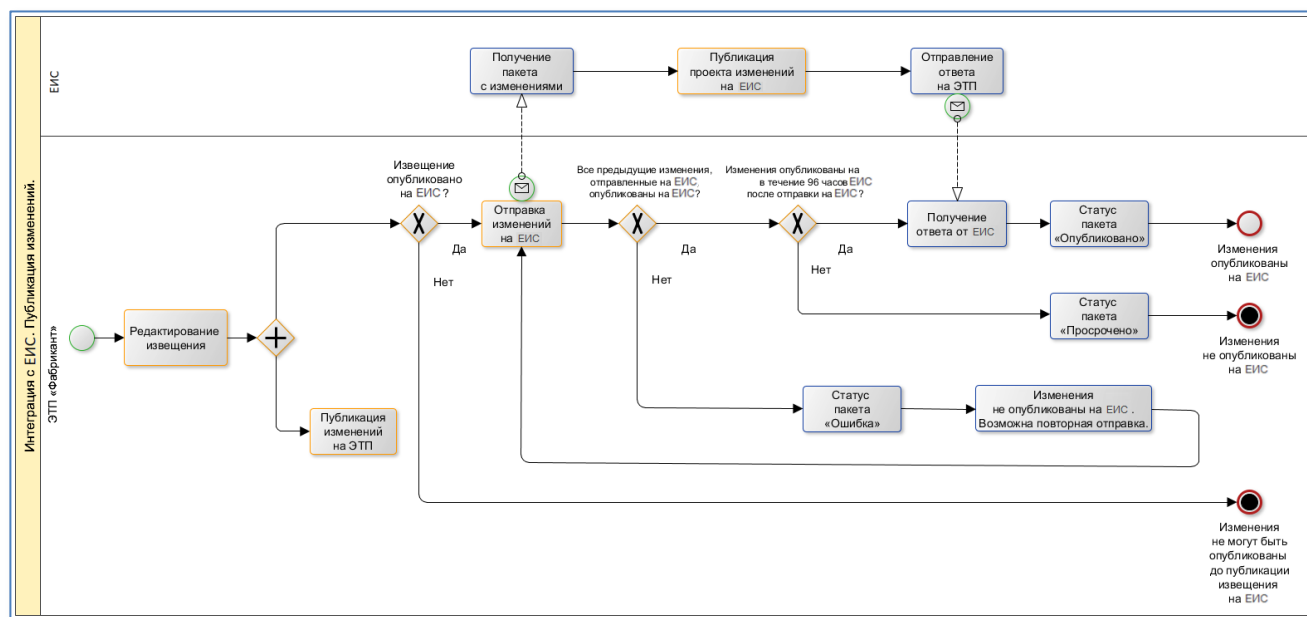 Интеграция с ЕИС. Публикация изменений.
ЕИС
Получение
пакета
с изменениями
Публикация
проекта изменений
на ЕИС
Отправление
ответа
на ЭТП
ЭТП «Фабрикант»
Извещение
опубликовано
на ЕИС?
Все предыдущие изменения,
отправленные на ЕИС,
опубликованы на ЕИС?
Изменения опубликованы на
в течение 96 часов ЕИС
после отправки на ЕИС?
Отправка
изменений
на ЕИС
Получение
ответа от ЕИС
Статус
пакета
«Опубликовано»
Да
Да
Да
Изменения
опубликованы
на ЕИС
Нет
Нет
Нет
Редактирование
извещения
Статус
пакета
«Просрочено»
Изменения
не опубликованы
на ЕИС
Публикация
изменений
на ЭТП
Статус
пакета
«Ошибка»
Изменения
не опубликованы на ЕИС .
Возможна повторная отправка.
Изменения
не могут быть
опубликованы
до публикации
извещения
на ЕИС